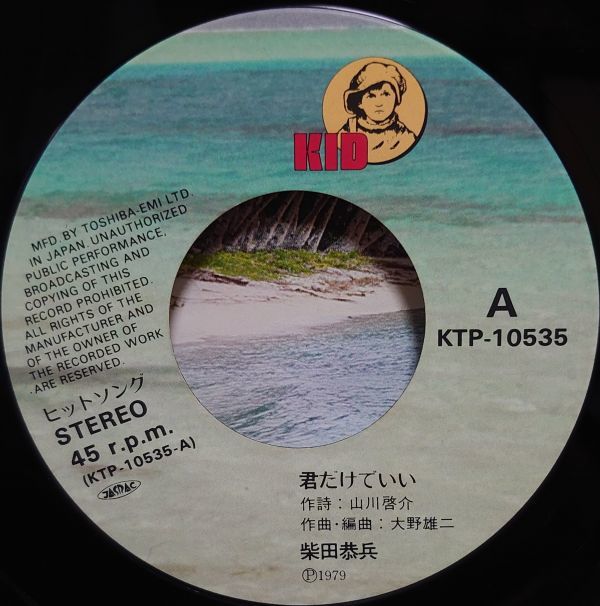 KID
MFD. BY TOSHIBA-EMI LTD.
IN JAPAN. UNAUTHORIZED
PUBLIC PERFORMANCE,
BROADCASTING AND
COPYING OF THIS
RECORD PROHIBITED.
ALL RIGHTS OF THE
MANUFACTURER AND
OF THE OWNER OF
THE RECORDED WORK
ARE RESERVED.
A
KTP-10535
ヒットソング
STEREO
45 r.p.m.
(KTP-10535-A)
JASRAC
君だけでいい
作詩：山川啓介
作曲・編曲：大野雄二
柴田恭兵
Ⓟ1979